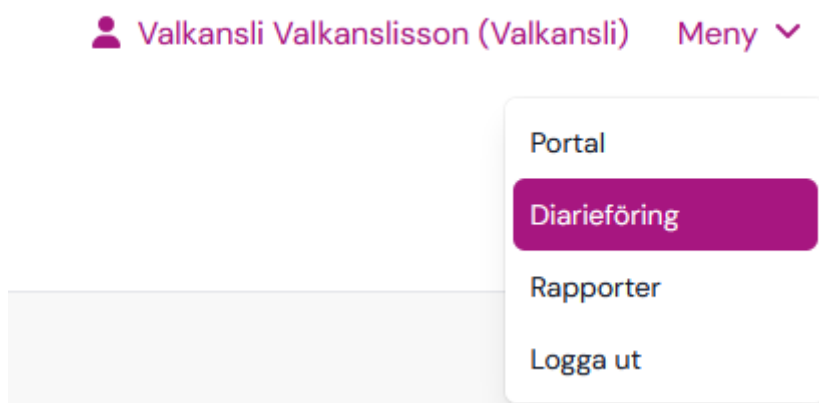 Valkansli Valkanslisson (Valkansli) Meny
Portal
Diarieföring
Rapporter
Logga ut